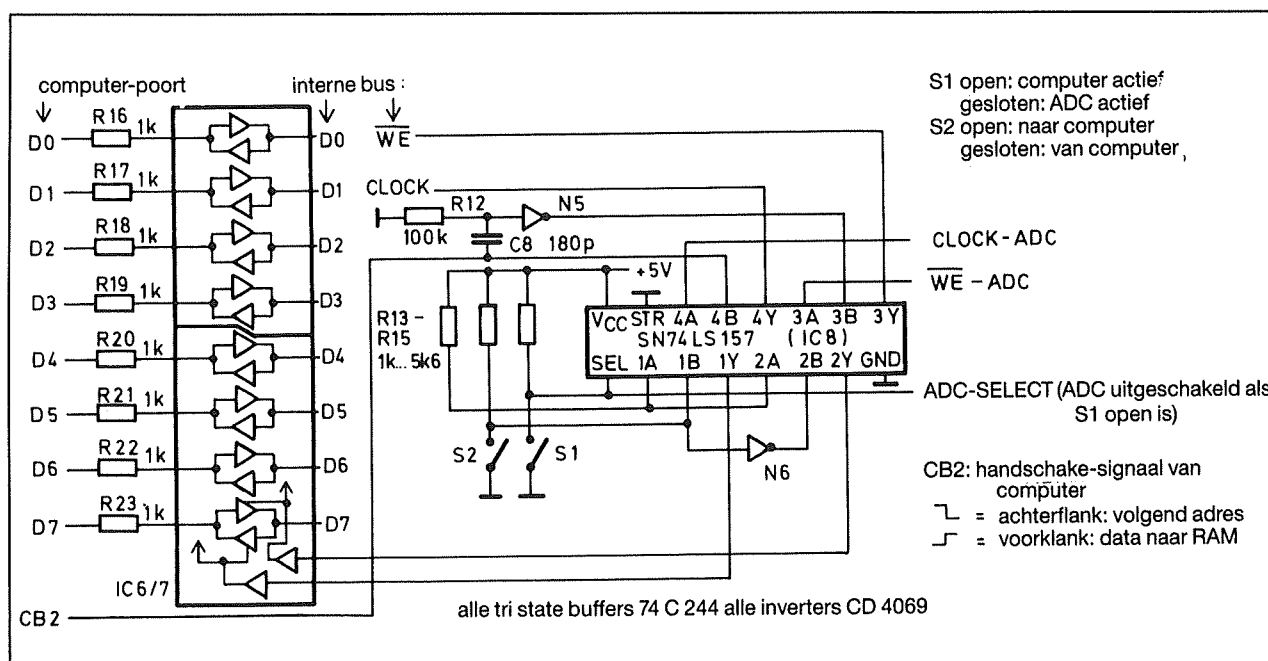 computer-poort
interne bus :
S1 open: computer actief
gesloten: ADC actief
S2 open: naar computer
gesloten: van computer
D0
R16
1k
D0
WE
D1
R17
1k
D1
CLOCK
R12
N5
100k
C8 180p
D2
R18
1k
D2
CLOCK-ADC
D3
R19
1k
D3
+5V
WE - ADC
R13 -
R15
1k...5k6
VCC STR 4A 4B 4Y 3A 3B 3Y
SN74LS157 (IC8)
SEL 1A 1B 1Y 2A 2B 2Y GND
D4
R20
1k
D4
D5
R21
1k
D5
ADC-SELECT (ADC uitgeschakeld als
S1 open is)
D6
R22
1k
D6
S2
S1
N6
D7
R23
1k
D7
CB2: handschake-signaal van
computer
= achterflank: volgend adres
= voorklank: data naar RAM
IC6/7
CB2
alle tri state buffers 74 C 244 alle inverters CD 4069